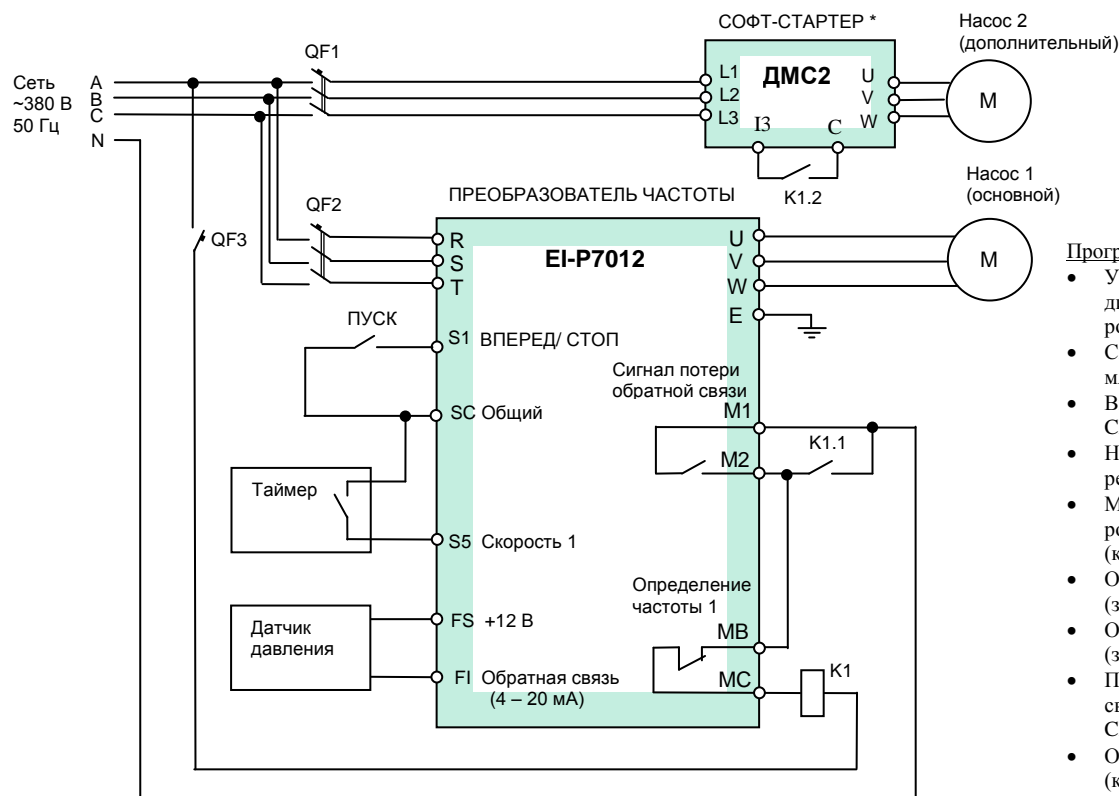 СОФТ-СТАРТЕР *
Насос 2
(дополнительный)
QF1
Сеть
~380 В
50 Гц
A
B
C
N
L1
L2
L3
ДМС2
U
V
W
I3
C
M
K1.2
Насос 1
(основной)
ПРЕОБРАЗОВАТЕЛЬ ЧАСТОТЫ
QF2
QF3
R
S
T
EI-P7012
U
V
W
E
M
ПУСК
S1 ВПЕРЕД/ СТОП
Сигнал потери
обратной связи
SC Общий
M1
M2
K1.1
Таймер
S5 Скорость 1
Определение
частоты 1
MB
MC
K1
Датчик
давления
FS +12 В
FI Обратная связь
(4 – 20 мА)